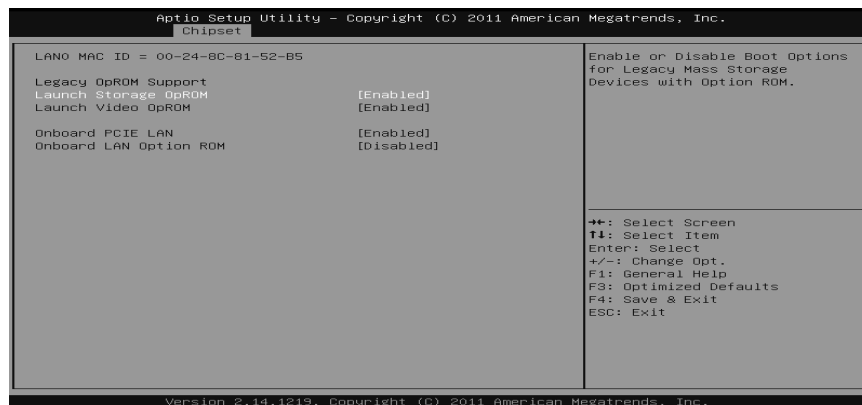 Aptio Setup Utility – Copyright (C) 2011 American Megatrends, Inc.
Chipset
LAN0 MAC ID = 00-24-8C-81-52-B5
Legacy OpROM Support
Launch Storage OpROM [Enabled]
Launch Video OpROM [Enabled]
Onboard PCIE LAN [Enabled]
Onboard LAN Option ROM [Disabled]
Enable or Disable Boot Options
for Legacy Mass Storage
Devices with Option ROM.
→←: Select Screen
↑↓: Select Item
Enter: Select
+/-: Change Opt.
F1: General Help
F3: Optimized Defaults
F4: Save & Exit
ESC: Exit
Version 2.14.1219. Copyright (C) 2011 American Megatrends, Inc.